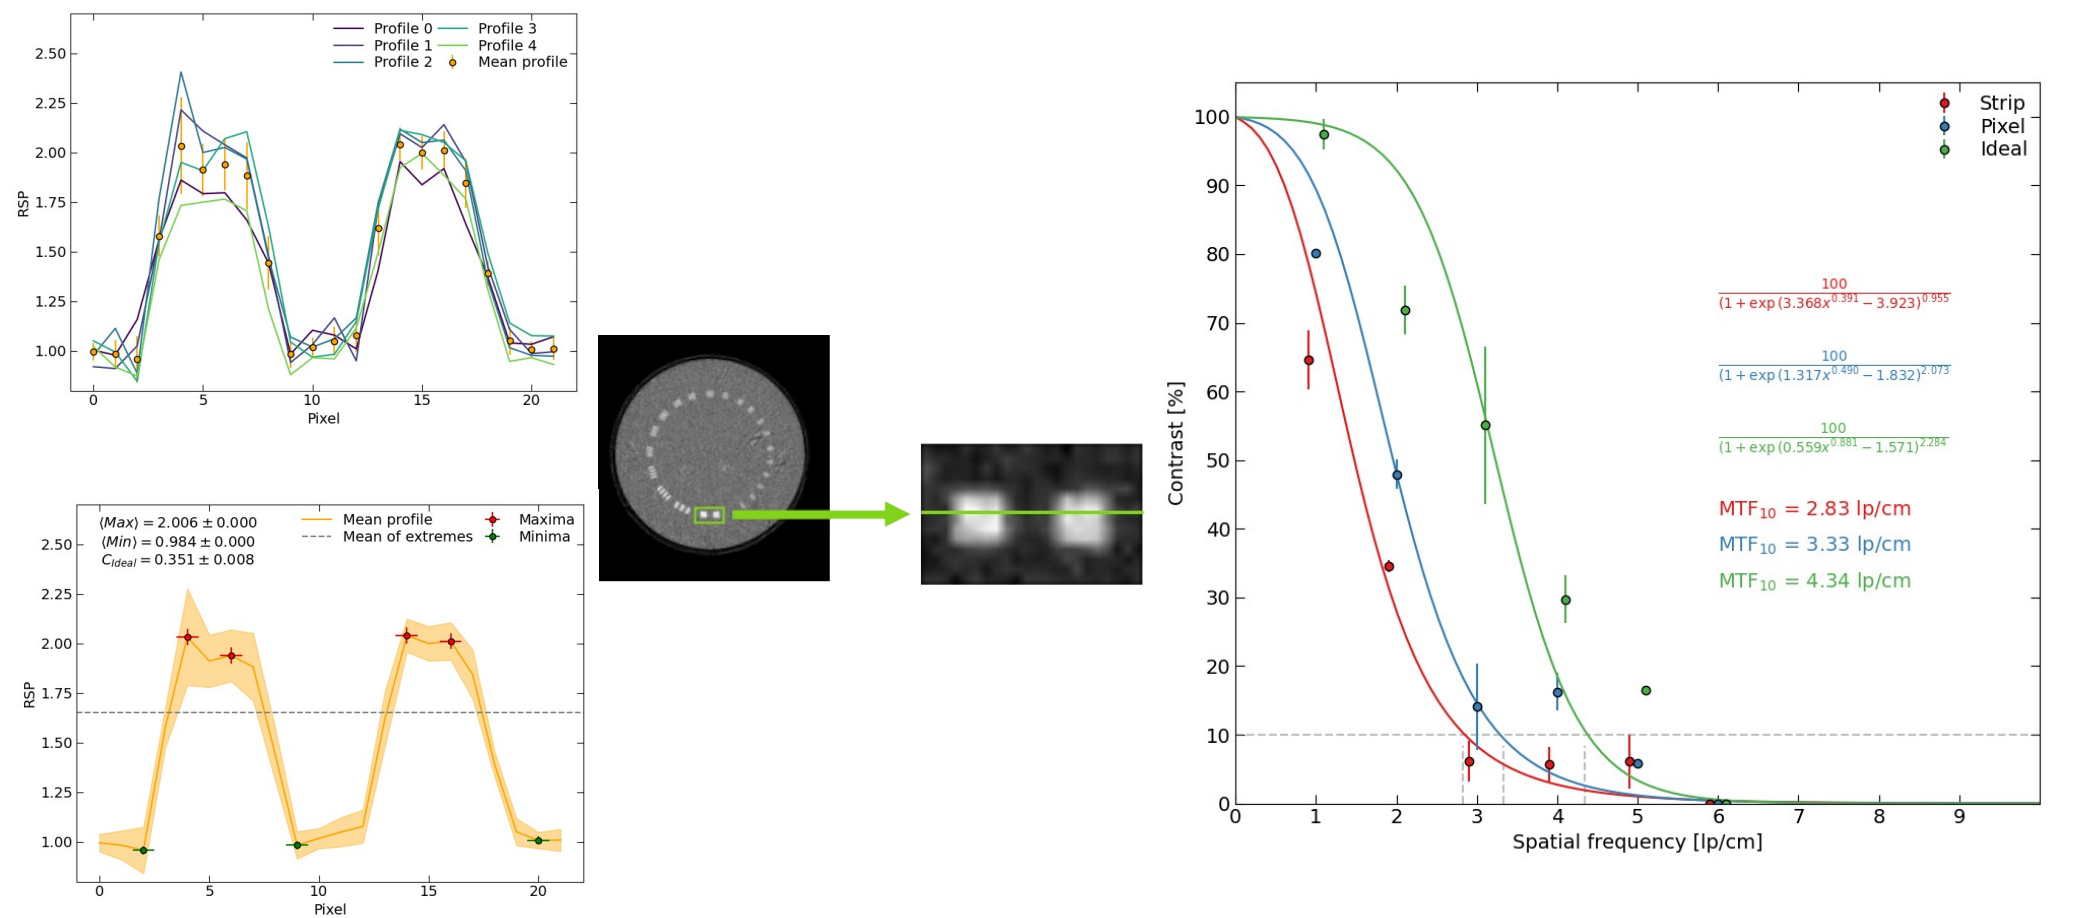 Profile 0
Profile 1
Profile 2
Profile 3
Profile 4
Mean profile
RSP
2.50
2.25
2.00
1.75
1.50
1.25
1.00
0 5 10 15 20
Pixel
⟨Max⟩ = 2.006 ± 0.000
⟨Min⟩ = 0.984 ± 0.000
C_Ideal = 0.351 ± 0.008
Mean profile
Mean of extremes
Maxima
Minima
RSP
2.50
2.25
2.00
1.75
1.50
1.25
1.00
0 5 10 15 20
Pixel
Strip
Pixel
Ideal
Contrast [%]
100
90
80
70
60
50
40
30
20
10
0
100
(1 + exp (3.368x^0.391 − 3.923)^0.955
100
(1 + exp (1.317x^0.490 − 1.832)^2.073
100
(1 + exp (0.559x^0.881 − 1.571)^2.284
MTF₁₀ = 2.83 lp/cm
MTF₁₀ = 3.33 lp/cm
MTF₁₀ = 4.34 lp/cm
0 1 2 3 4 5 6 7 8 9
Spatial frequency [lp/cm]